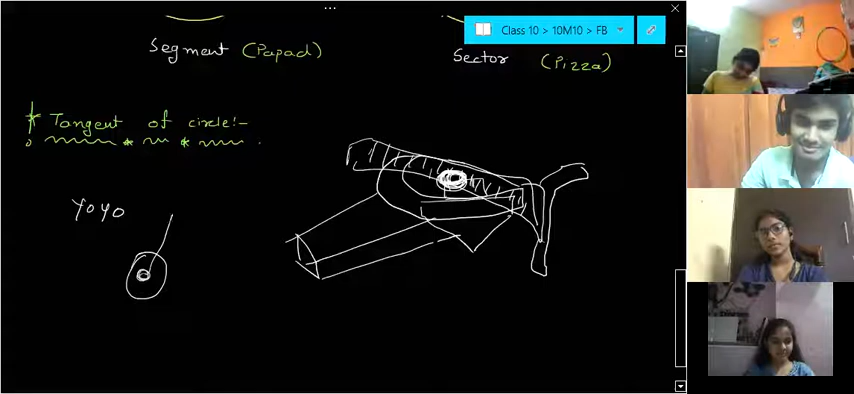 Class 10 > 10M10 > FB
Segment (Papad)
Sector (Pizza)
* Tangent of circle:-
YOYO